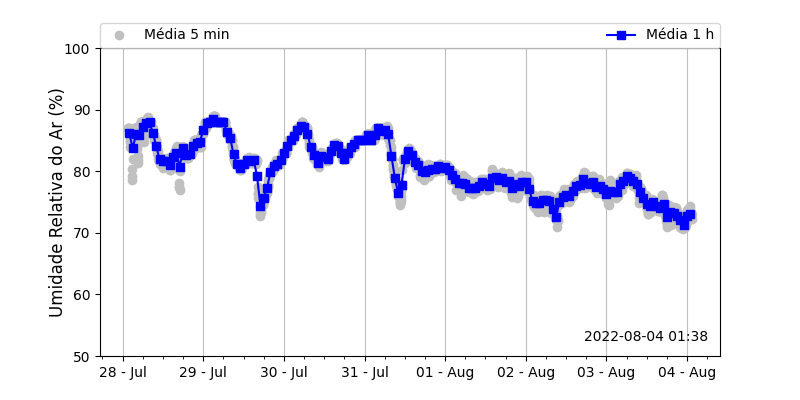 Média 5 min
Média 1 h
Umidade Relativa do Ar (%)
100
90
80
70
60
50
2022-08-04 01:38
28 - Jul
29 - Jul
30 - Jul
31 - Jul
01 - Aug
02 - Aug
03 - Aug
04 - Aug